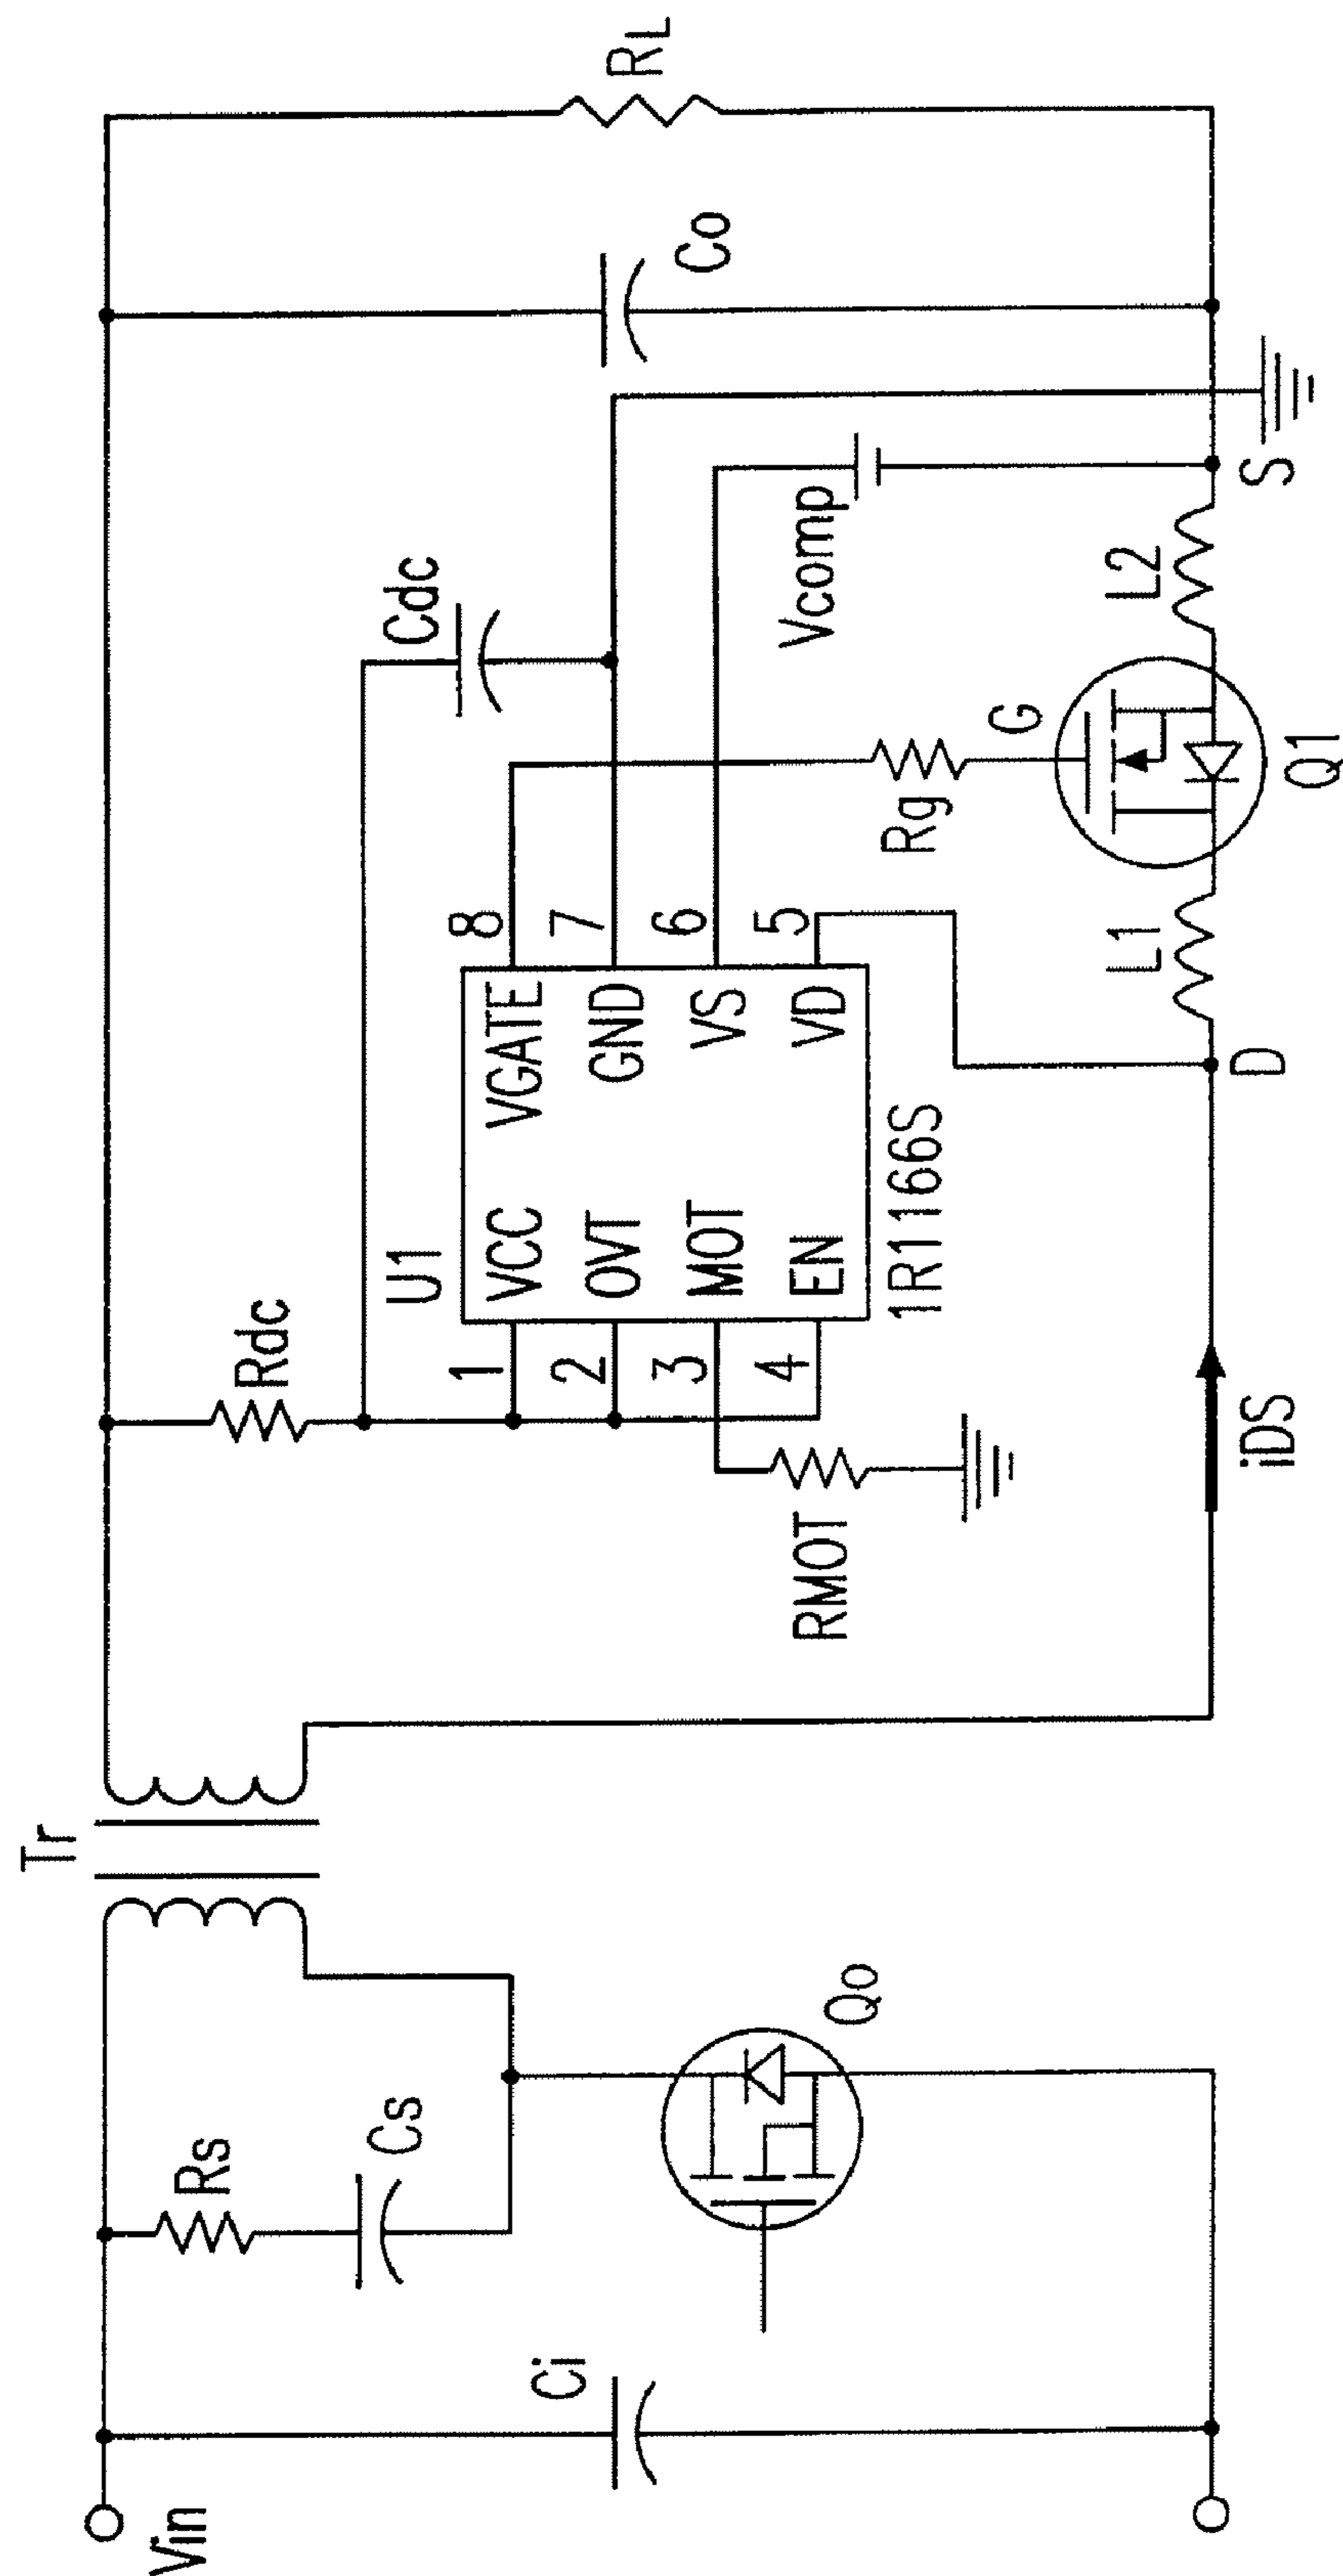 Vin
Ci
Rs
Cs
Qo
Tr
iDS
Rdc
RMOT
U1
1 VCC VGATE 8
2 OVT GND 7
3 MOT VS 6
4 EN VD 5
1R1166S
Cdc
Vcomp
Rg
G
D
L1
Q1
L2
S
Co
RL